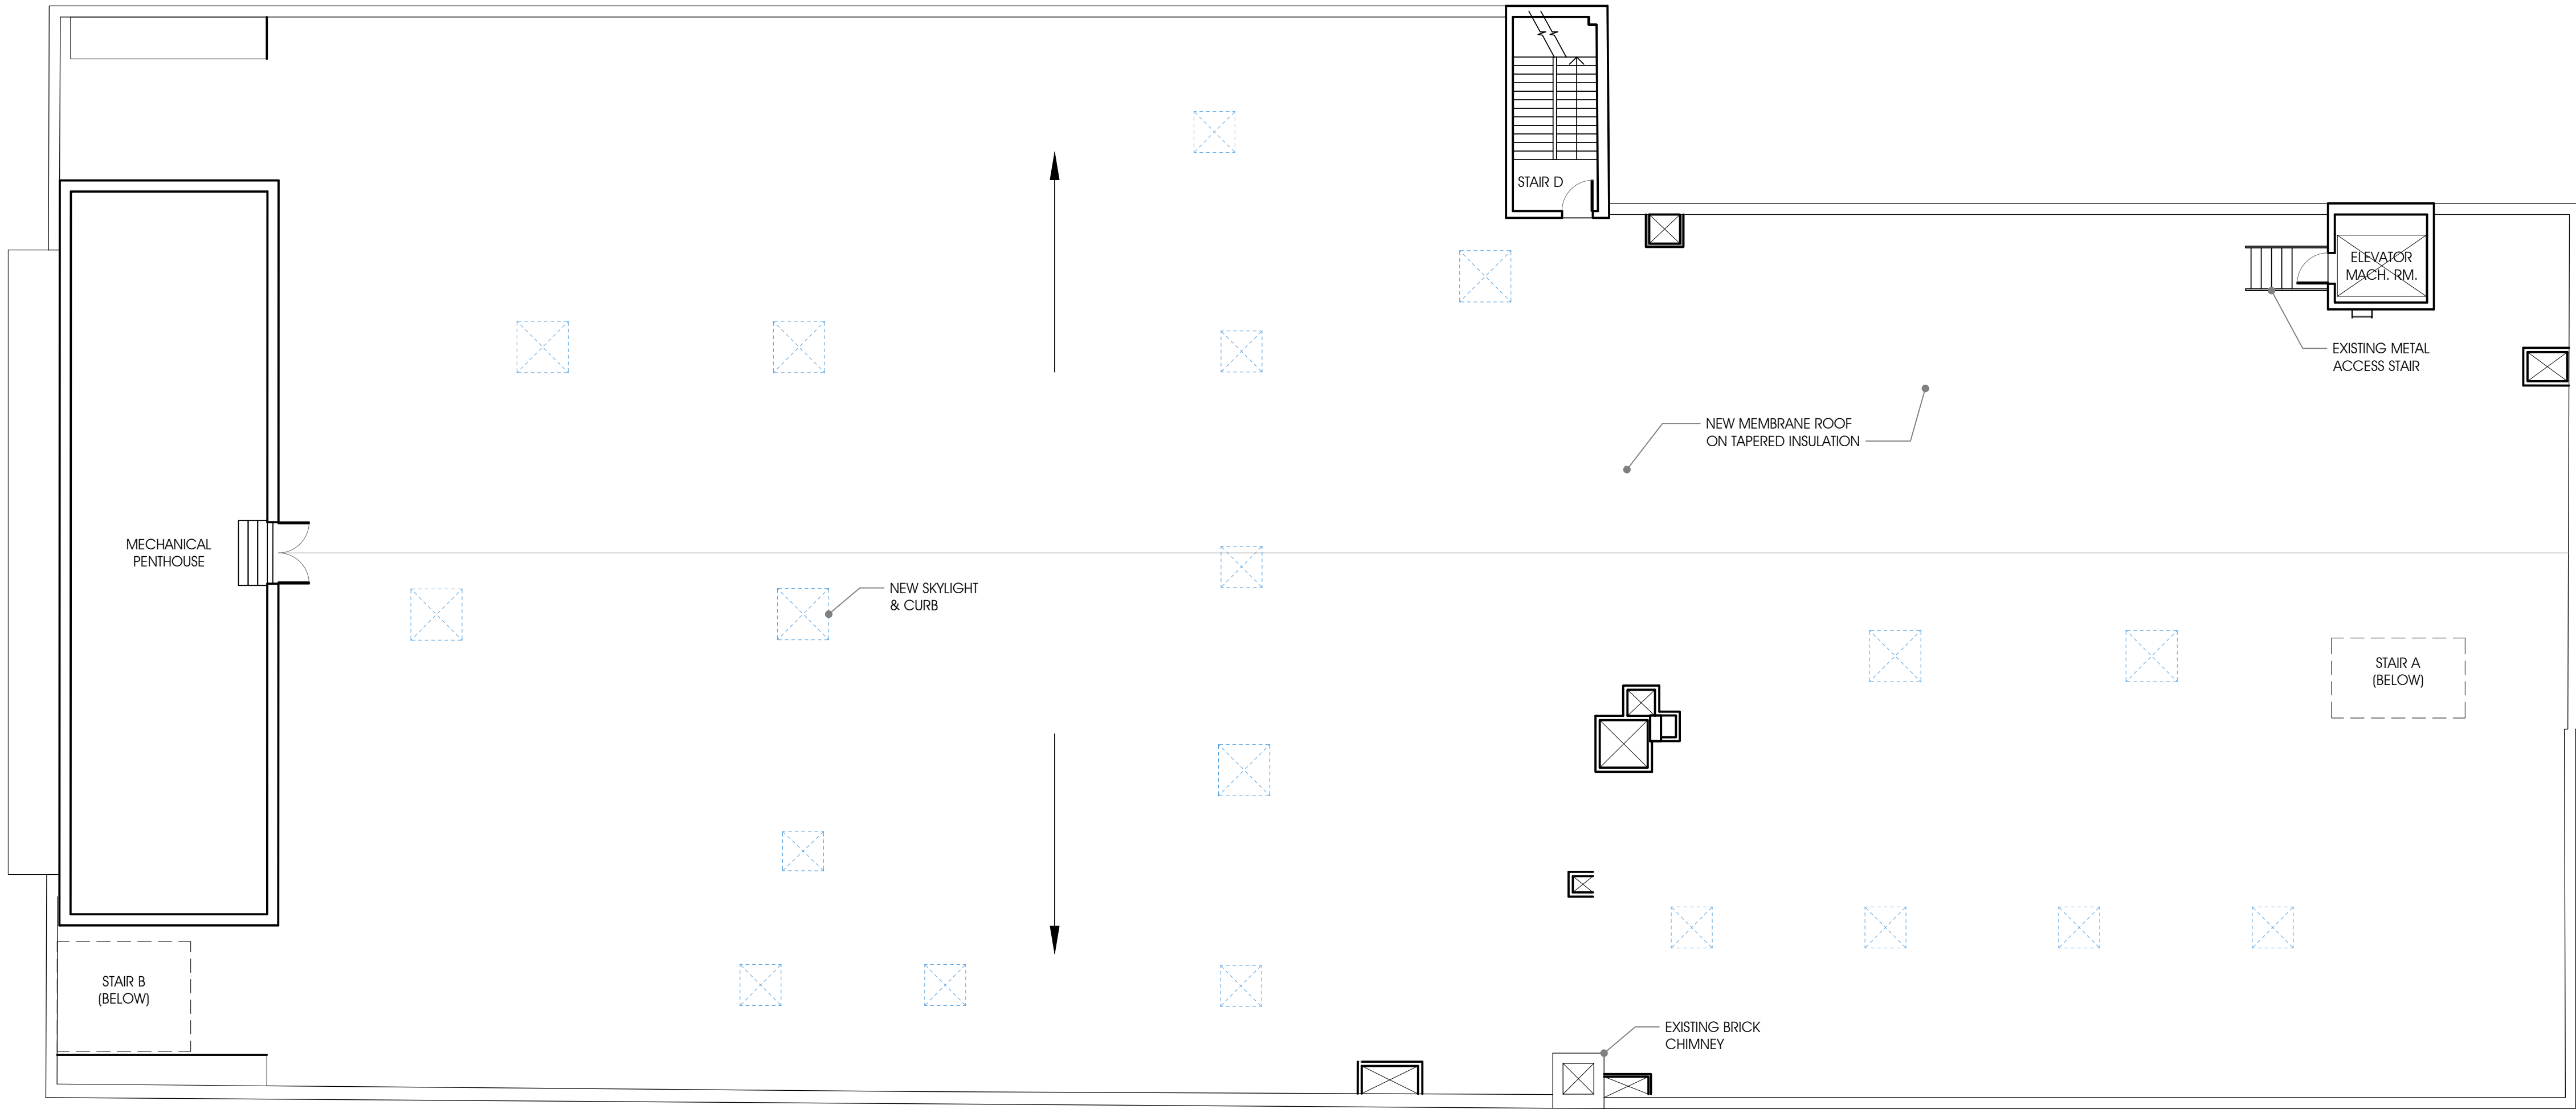 STAIR D
ELEVATOR
MACH. RM.
EXISTING METAL
ACCESS STAIR
NEW MEMBRANE ROOF
ON TAPERED INSULATION
MECHANICAL
PENTHOUSE
NEW SKYLIGHT
& CURB
STAIR A
(BELOW)
STAIR B
(BELOW)
EXISTING BRICK
CHIMNEY